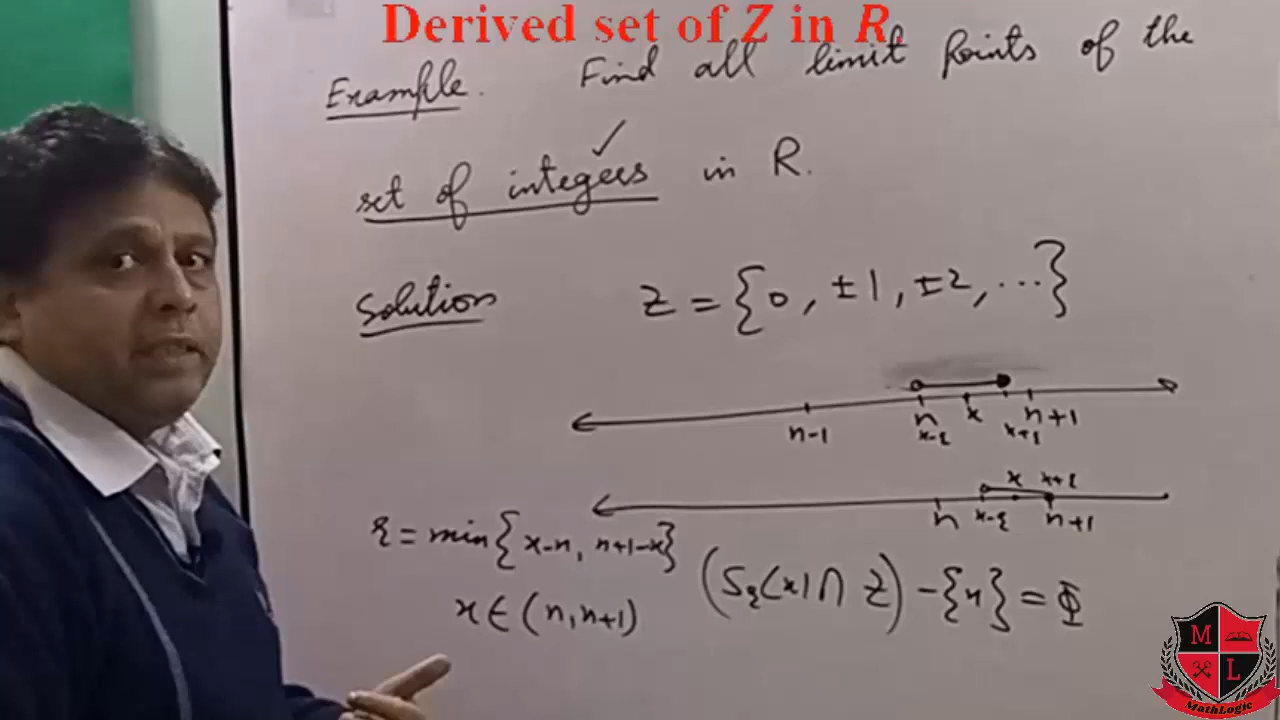 Derived set of Z in R.
Example. Find all limit points of the
set of integers in R.
Solution Z = {0, ±1, ±2, ...}
n-1 n x n+1
x-r x+r
x x+r
n x-r n+1
r = min{x-n, n+1-x} (Sr(x) ∩ Z) - {x} = Φ
x ∈ (n, n+1)
M L
MathLogic